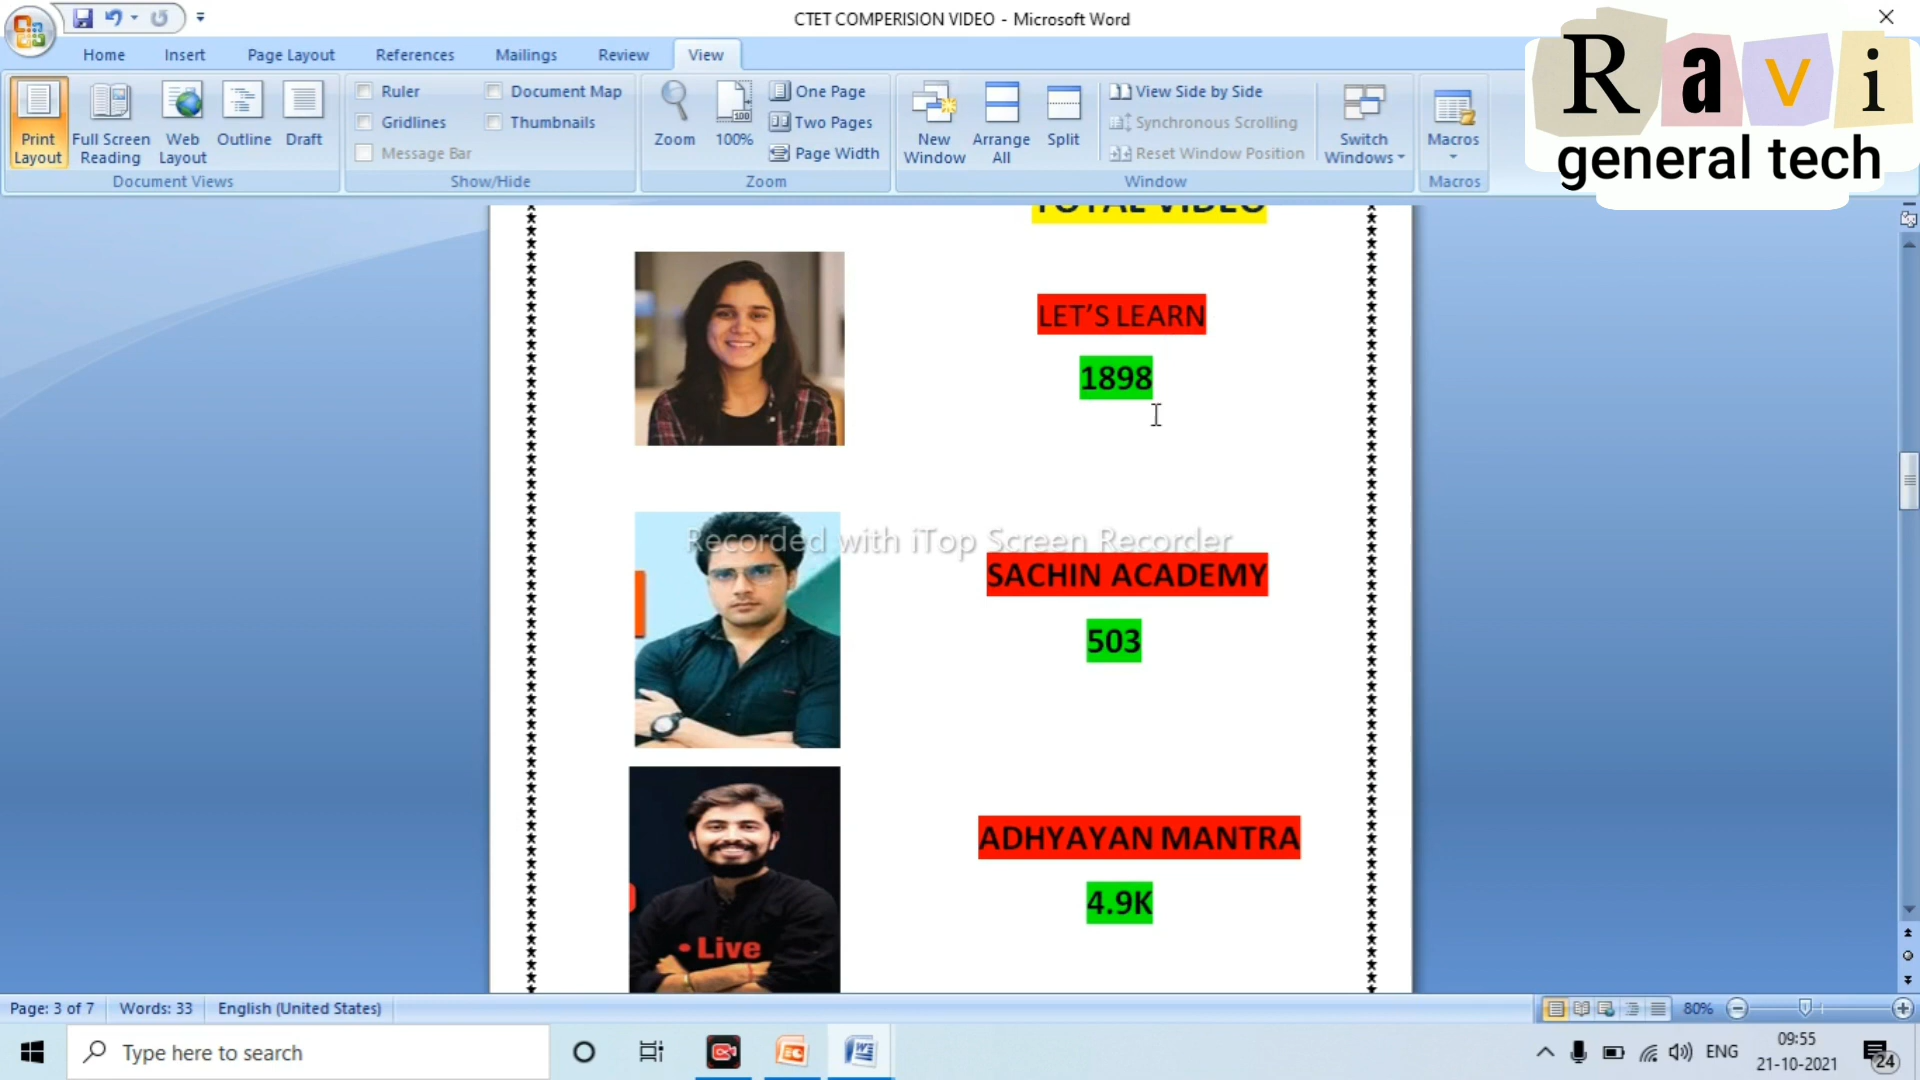 CTET COMPERISION VIDEO - Microsoft Word
Home Insert Page Layout References Mailings Review View
Print Layout
Full Screen Reading
Web Layout
Outline
Draft
Document Views
Ruler
Gridlines
Message Bar
Document Map
Thumbnails
Show/Hide
Zoom
100%
One Page
Two Pages
Page Width
Zoom
New Window
Arrange All
Split
View Side by Side
Synchronous Scrolling
Reset Window Position
Switch Windows
Window
Macros
Macros
Ravi
general tech
TOTAL VIDEO
LET’S LEARN
1898
Recorded with iTop Screen Recorder
SACHIN ACADEMY
503
ADHYAYAN MANTRA
4.9K
• Live
Page: 3 of 7 Words: 33 English (United States) 80%
Type here to search
ENG
09:55
21-10-2021
24